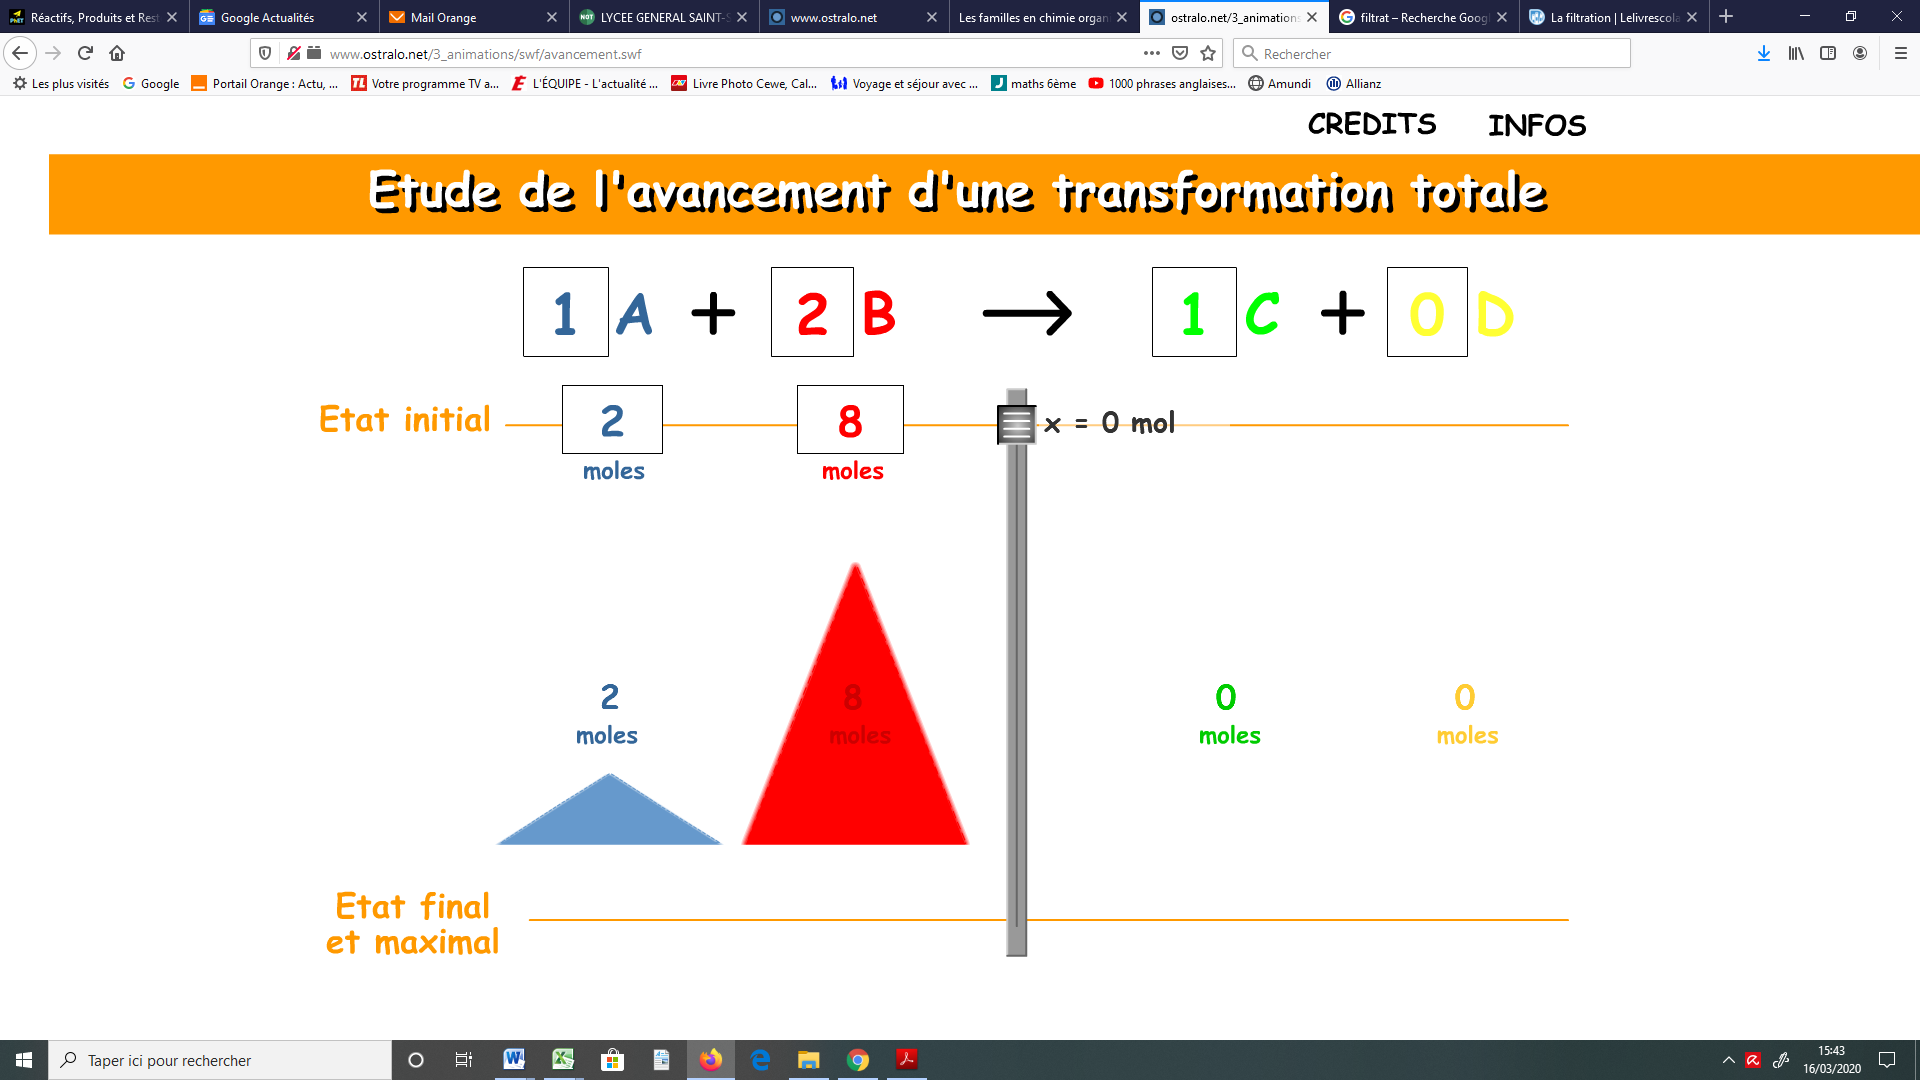 Réactifs, Produits et Rest
Google Actualités
Mail Orange
LYCEE GENERAL SAINT-S
www.ostralo.net
Les familles en chimie organ
ostralo.net/3_animations
filtrat – Recherche Googl
La filtration | Lelivrescola
www.ostralo.net/3_animations/swf/avancement.swf
Rechercher
Les plus visités
Google
Portail Orange : Actu, ...
Votre programme TV a...
L'ÉQUIPE - L'actualité ...
Livre Photo Cewe, Cal...
Voyage et séjour avec ...
maths 6ème
1000 phrases anglaises...
Amundi
Allianz
CREDITS INFOS
Etude de l'avancement d'une transformation totale
1 A + 2 B → 1 C + 0 D
Etat initial 2 8 x = 0 mol
moles moles
2 8 0 0
moles moles moles moles
Etat final
et maximal
Taper ici pour rechercher
15:43
16/03/2020